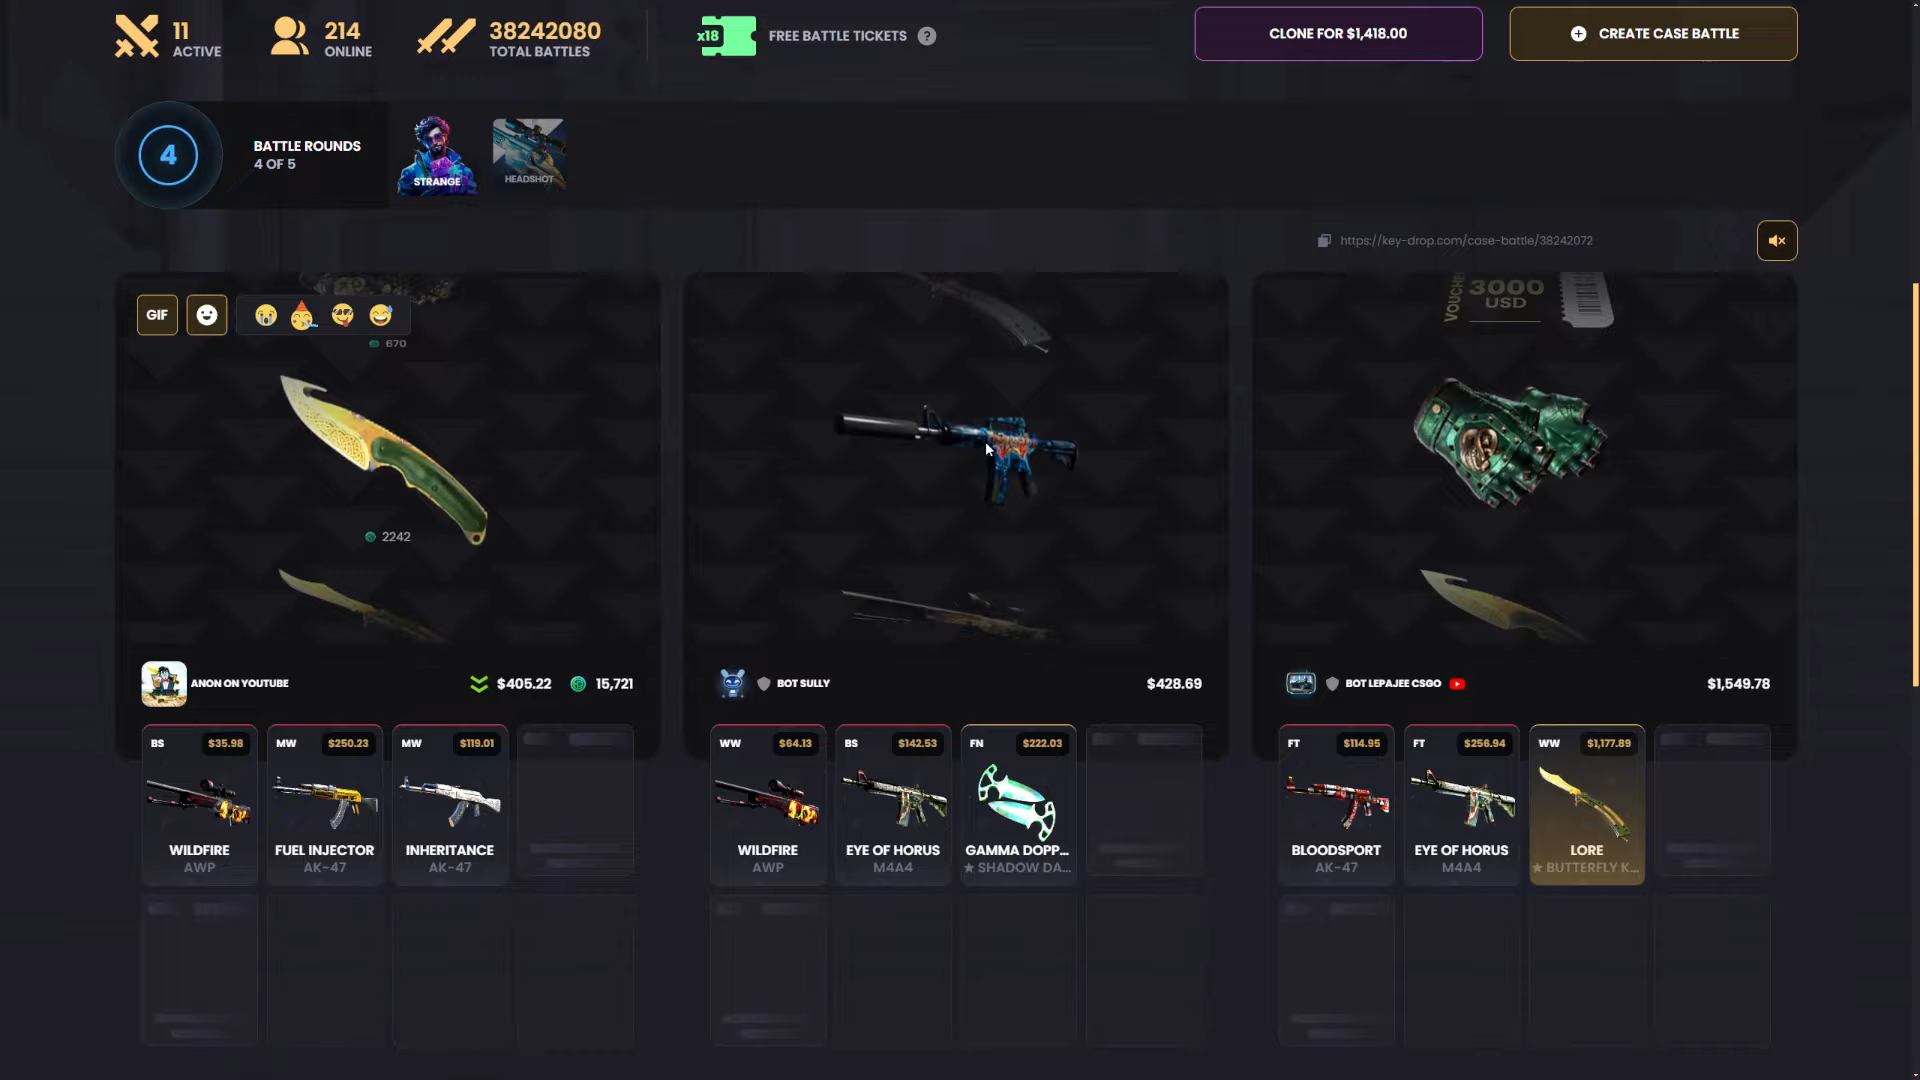 11
ACTIVE
214
ONLINE
38242080
TOTAL BATTLES
x18
FREE BATTLE TICKETS ?
CLONE FOR $1,418.00
CREATE CASE BATTLE
4
BATTLE ROUNDS
4 OF 5
STRANGE
HEADSHOT
https://key-drop.com/case-battle/38242072
GIF
670
2242
VOUCHER
3000
USD
ANON ON YOUTUBE
$405.22
15,721
BOT SULLY
$428.69
BOT LEPAJEE CSGO
$1,549.78
BS $35.98
WILDFIRE
AWP
MW $250.23
FUEL INJECTOR
AK-47
MW $119.01
INHERITANCE
AK-47
WW $64.13
WILDFIRE
AWP
BS $142.53
EYE OF HORUS
M4A4
FN $222.03
GAMMA DOPP...
★ SHADOW DA...
FT $114.95
BLOODSPORT
AK-47
FT $256.94
EYE OF HORUS
M4A4
WW $1,177.89
LORE
★ BUTTERFLY K...